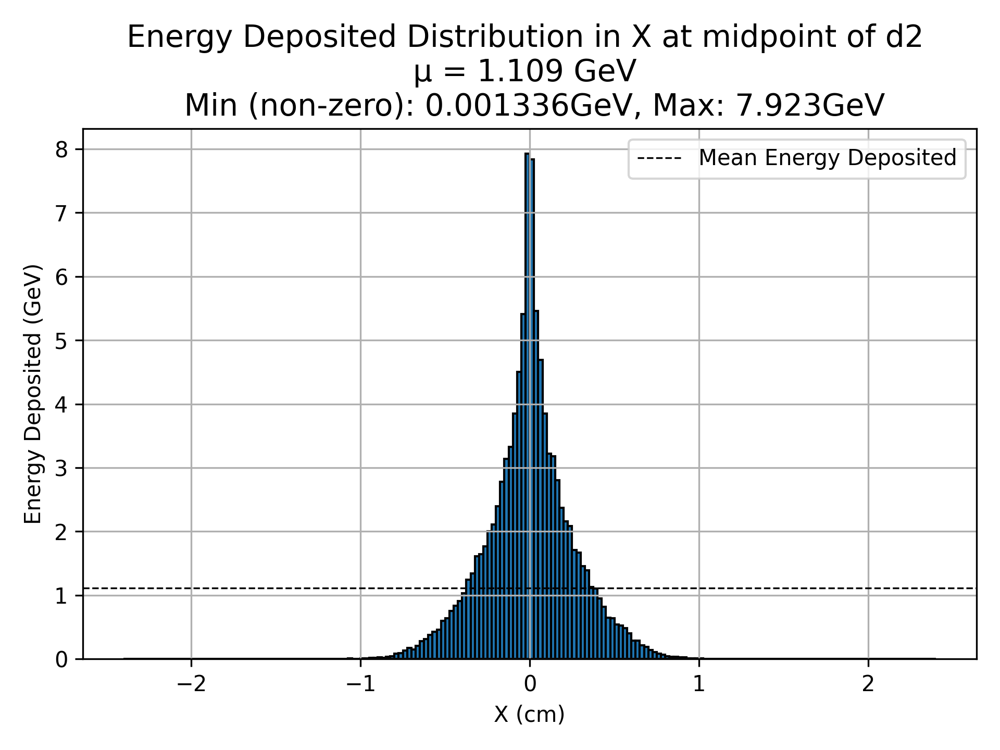 Energy Deposited Distribution in X at midpoint of d2
μ = 1.109 GeV
Min (non-zero): 0.001336GeV, Max: 7.923GeV
Mean Energy Deposited
8
7
6
5
4
3
2
1
0
Energy Deposited (GeV)
−2 −1 0 1 2
X (cm)